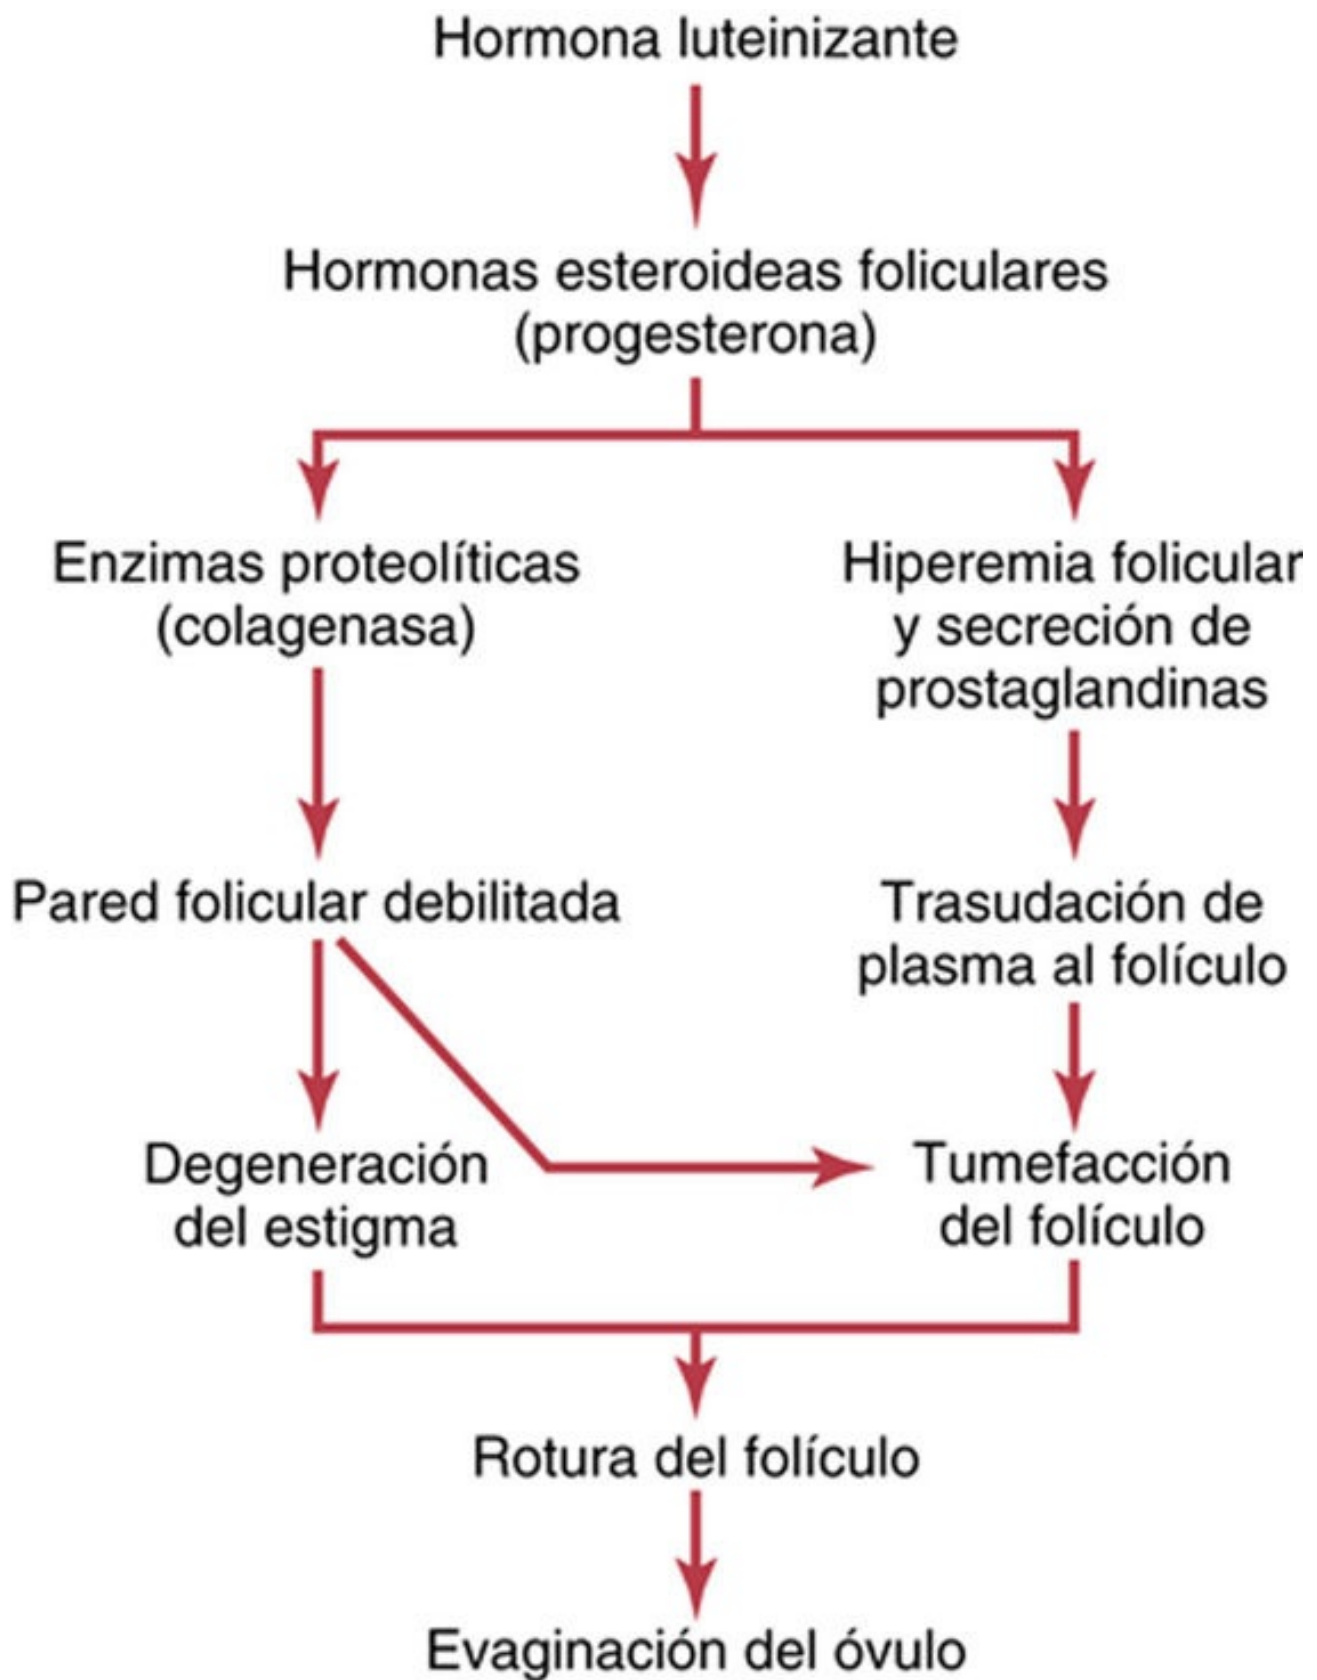 Hormona luteinizante
Hormonas esteroideas foliculares
(progesterona)
Enzimas proteolíticas
(colagenasa)
Hiperemia folicular
y secreción de
prostaglandinas
Pared folicular debilitada
Trasudación de
plasma al folículo
Degeneración
del estigma
Tumefacción
del folículo
Rotura del folículo
Evaginación del óvulo